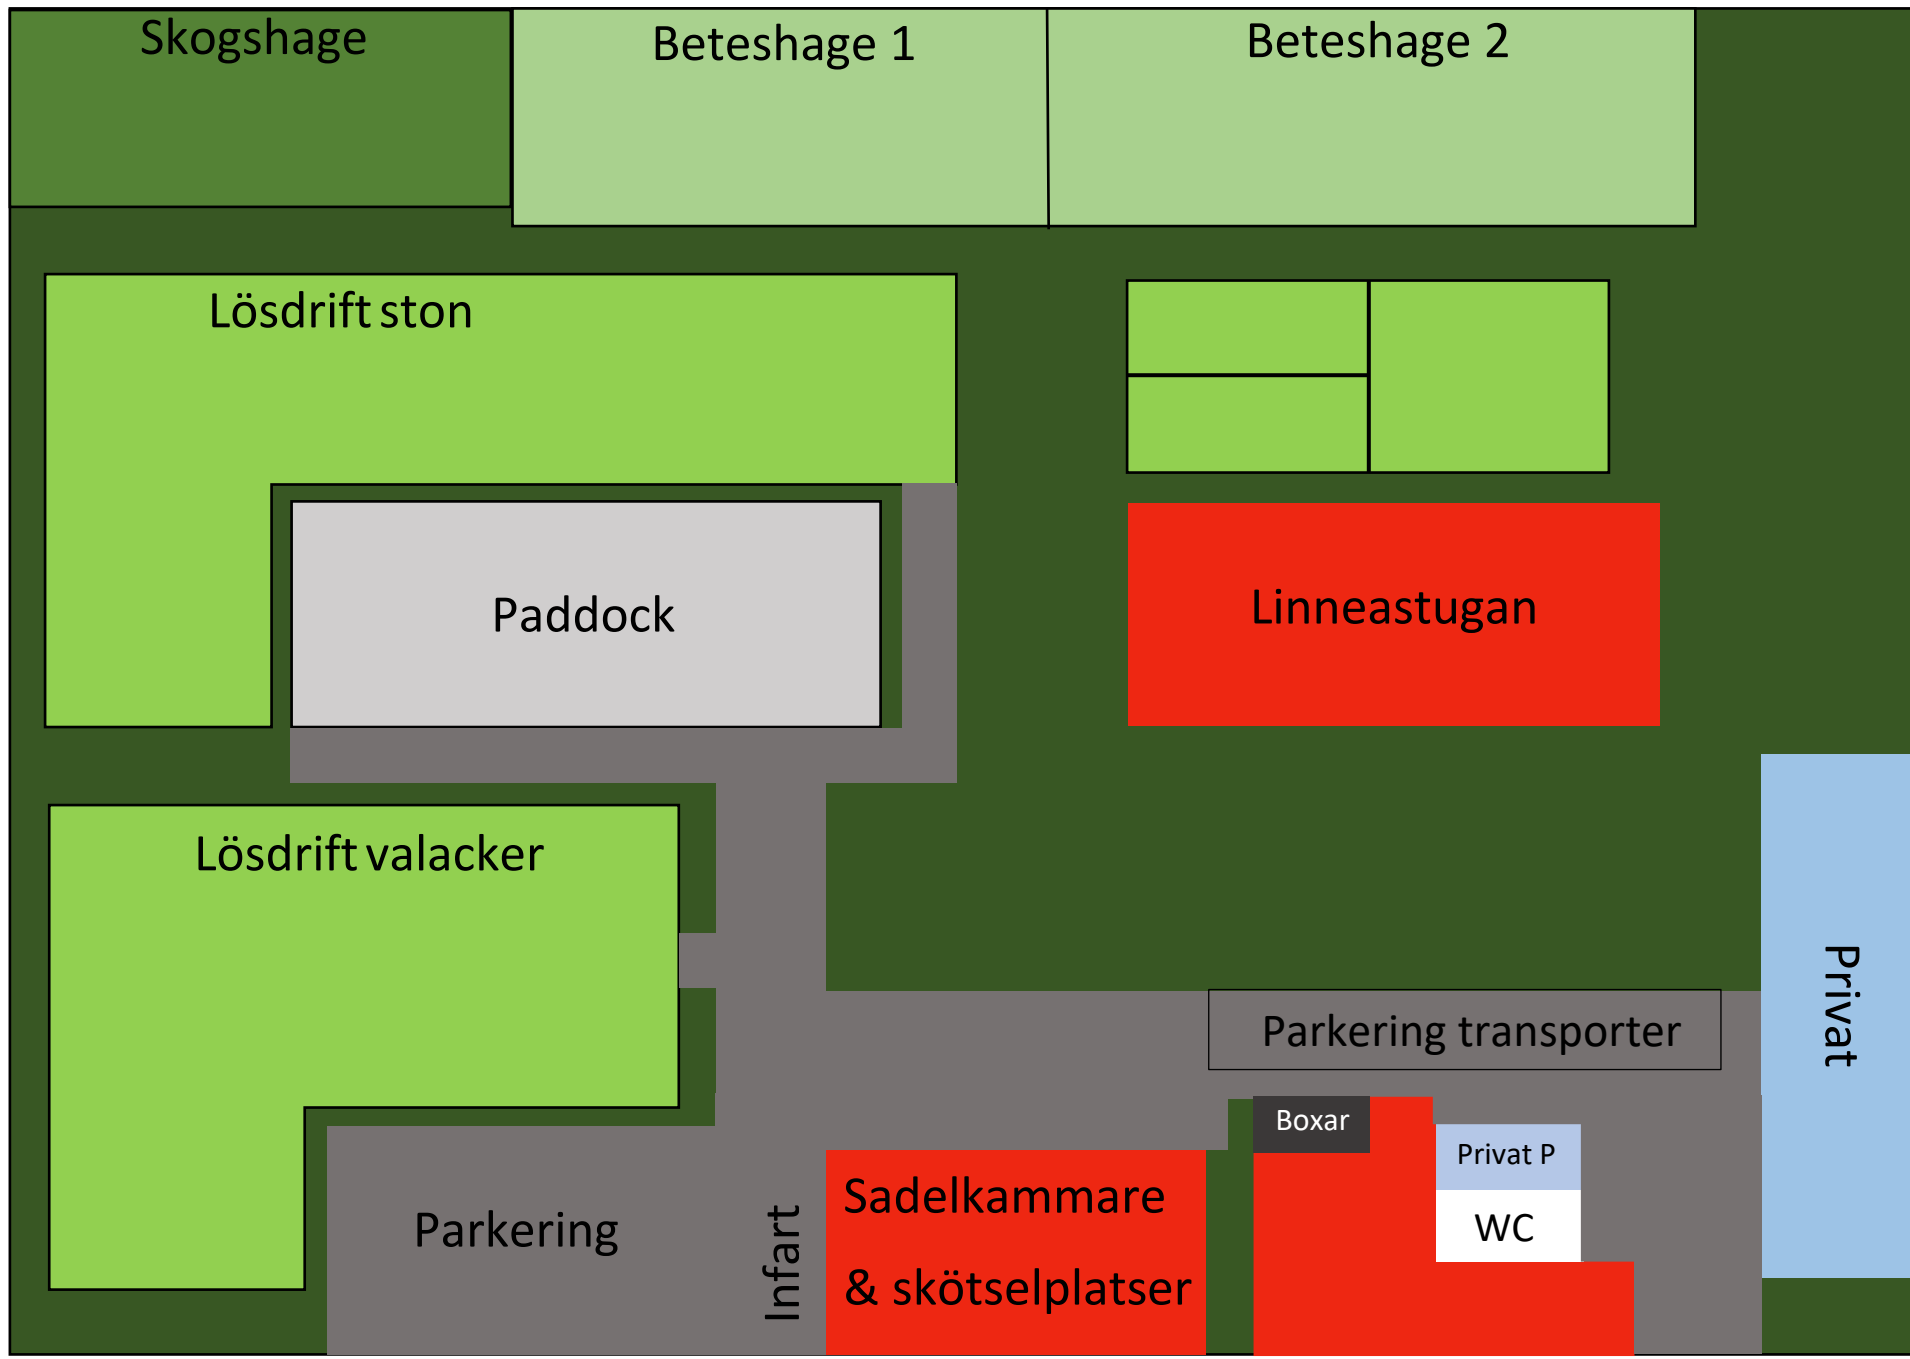 Skogshage
Beteshage 1
Beteshage 2
Lösdrift ston
Paddock
Linneastugan
Lösdrift valacker
Privat
Parkering transporter
Boxar
Privat P
WC
Sadelkammare
& skötselplatser
Parkering
Infart